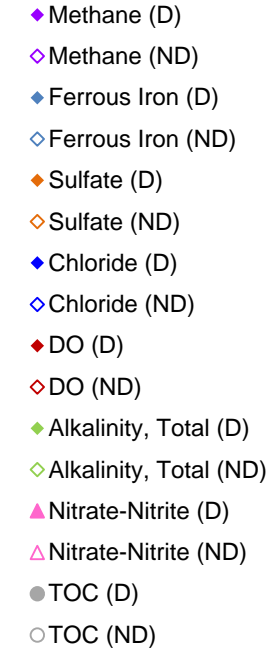 Methane (D)
Methane (ND)
Ferrous Iron (D)
Ferrous Iron (ND)
Sulfate (D)
Sulfate (ND)
Chloride (D)
Chloride (ND)
DO (D)
DO (ND)
Alkalinity, Total (D)
Alkalinity, Total (ND)
Nitrate-Nitrite (D)
Nitrate-Nitrite (ND)
TOC (D)
TOC (ND)